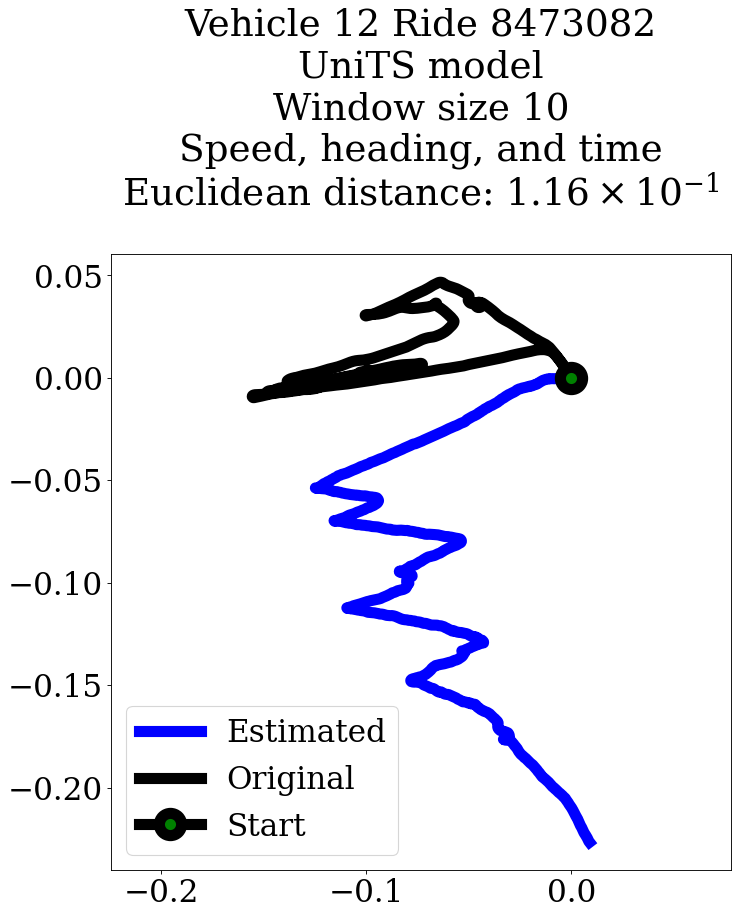 Vehicle 12 Ride 8473082
UniTS model
Window size 10
Speed, heading, and time
Euclidean distance: 1.16 × 10⁻¹
0.05
0.00
−0.05
−0.10
−0.15
−0.20
Estimated
Original
Start
−0.2
−0.1
0.0